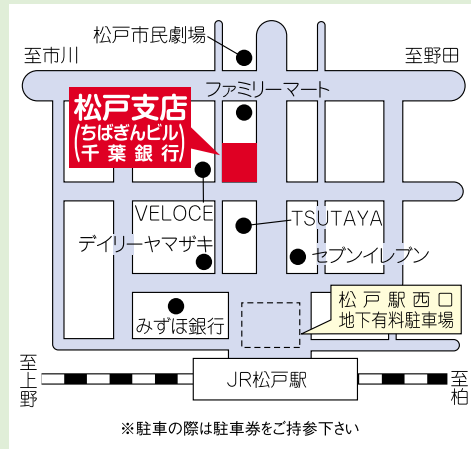 松戸市民劇場
至市川
至野田
ファミリーマート
松戸支店
(ちばぎんビル)
(千葉銀行)
VELOCE
TSUTAYA
デイリーヤマザキ
セブンイレブン
松戸駅西口
地下有料駐車場
みずほ銀行
至上野
JR松戸駅
至柏
※駐車の際は駐車券をご持参下さい